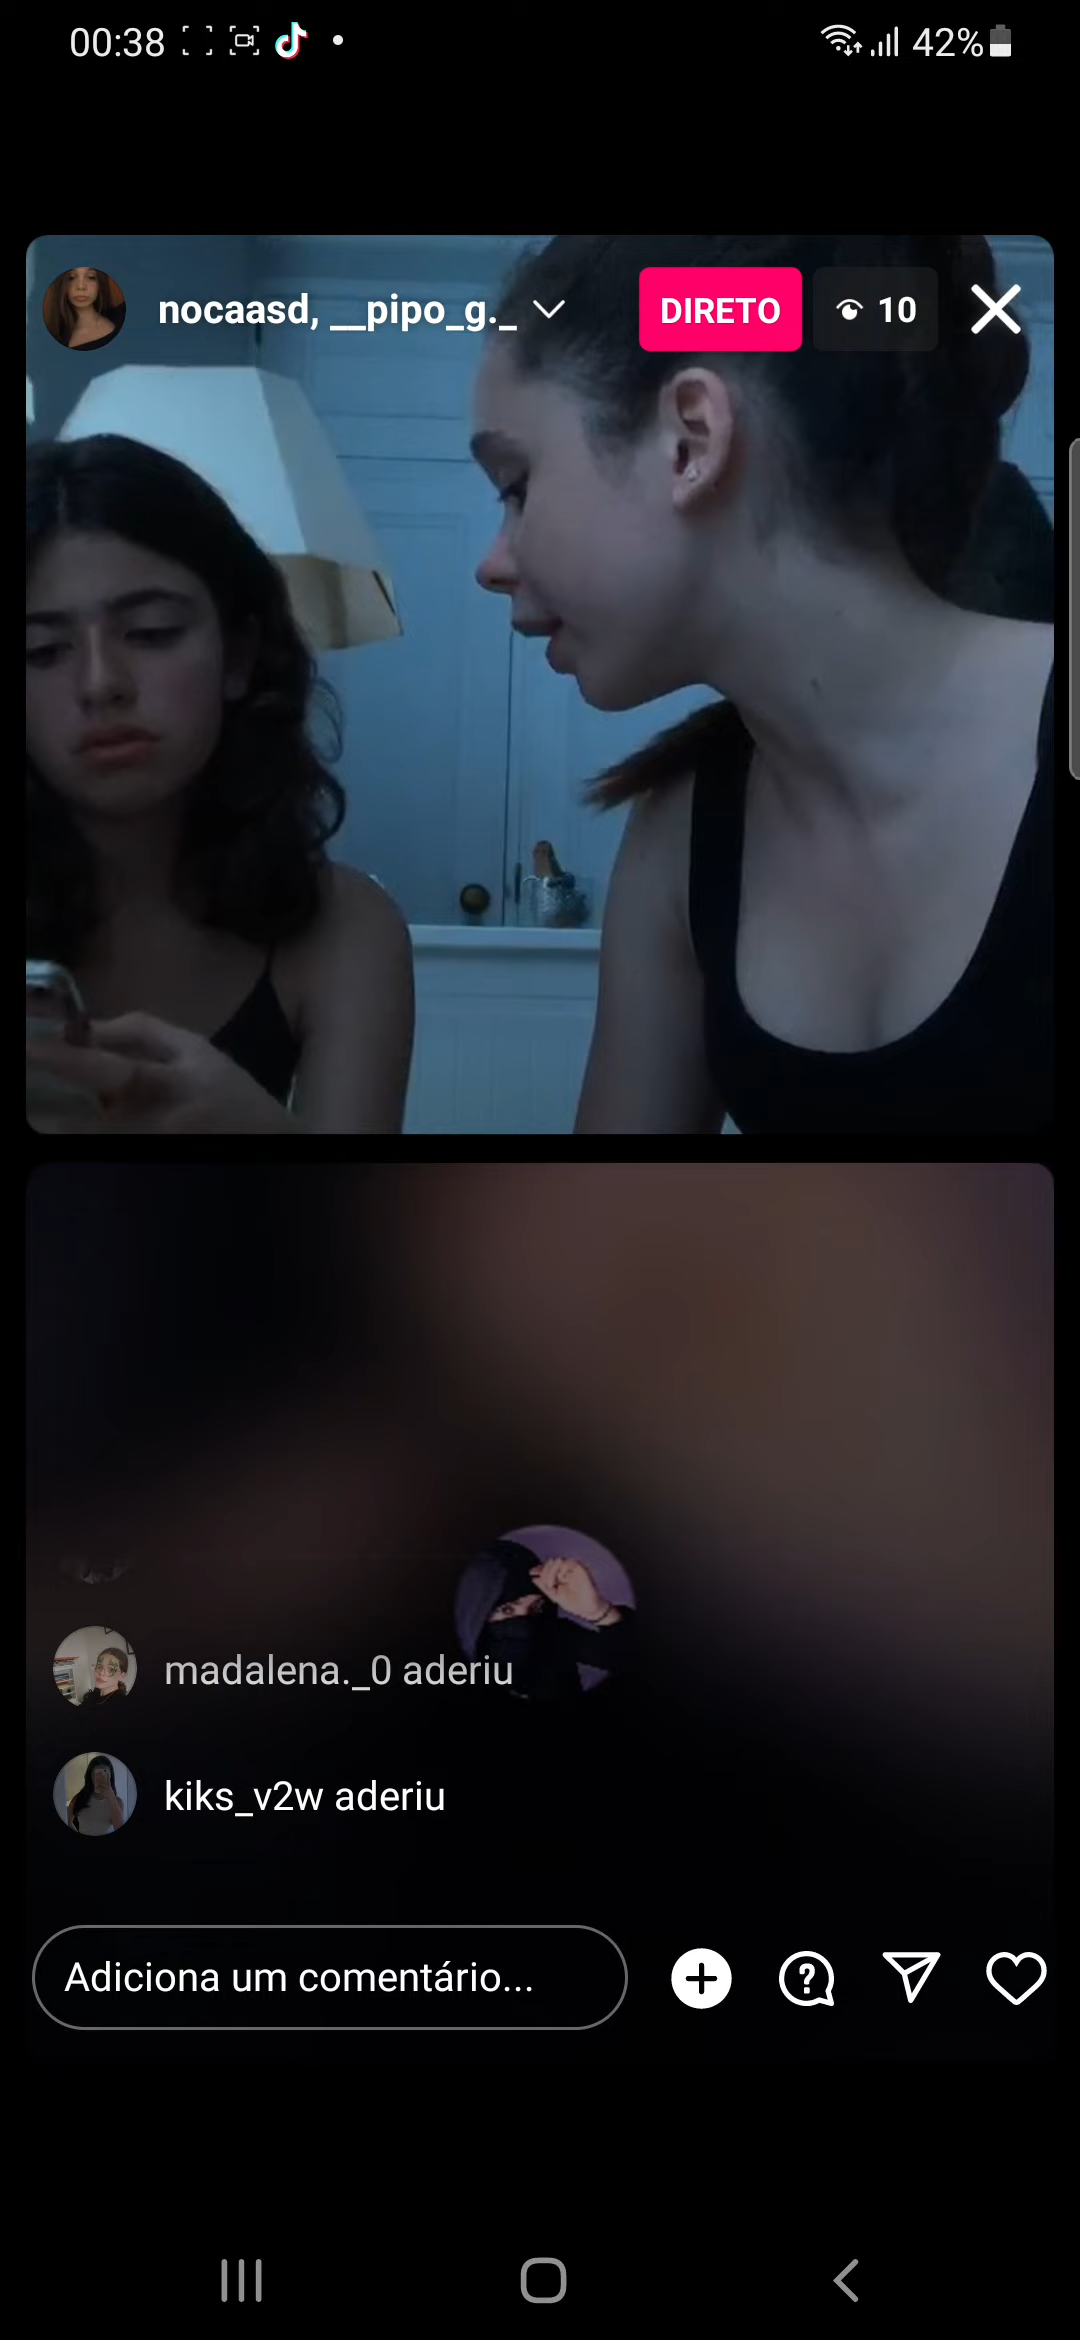 00:38
42%
nocaasd, __pipo_g._
DIRETO
10
madalena._0 aderiu
kiks_v2w aderiu
Adiciona um comentário...